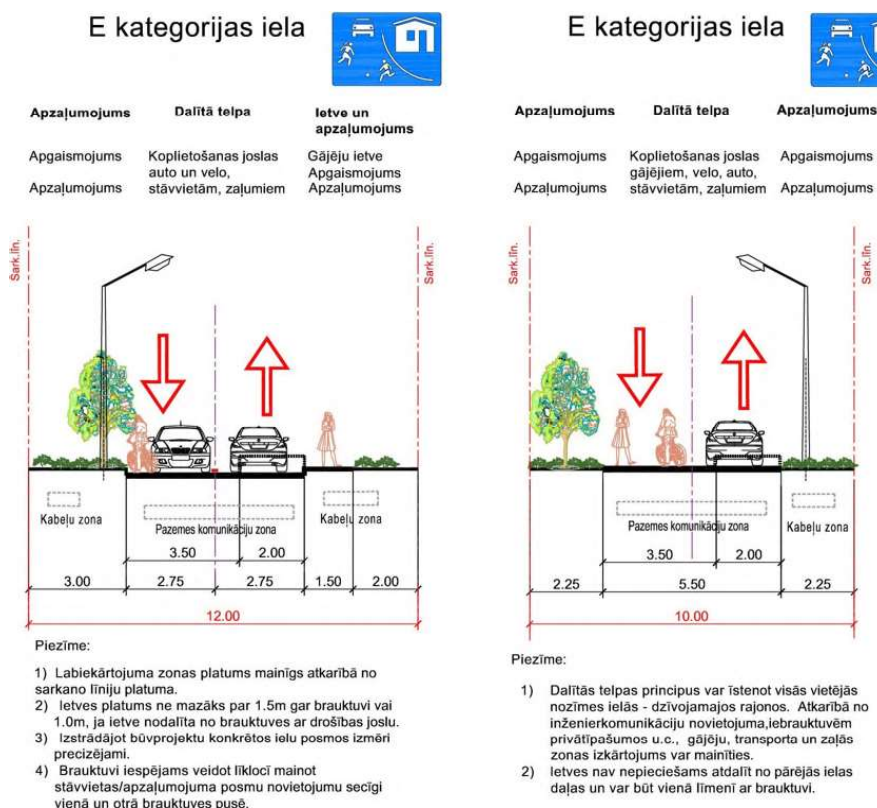 E kategorijas iela
Apzaļumojums
Dalītā telpa
Ietve un
apzaļumojums
Apgaismojums
Apzaļumojums
Koplietošanas joslas
auto un velo,
stāvvietām, zaļumiem
Gājēju ietve
Apgaismojums
Apzaļumojums
Sark.līn.
Sark.līn.
Kabeļu zona
Pazemes komunikāciju zona
Kabeļu zona
3.50
2.00
3.00
2.75
2.75
1.50
2.00
12.00
Piezīme:
1) Labiekārtojuma zonas platums mainīgs atkarībā no
sarkano līniju platuma.
2) Ietves platums ne mazāks par 1.5m gar brauktuvi vai
1.0m, ja ietve nodalīta no brauktuves ar drošības joslu.
3) Izstrādājot būvprojektu konkrētos ielu posmos izmēri
precizējami.
4) Brauktuvi iespējams veidot līklocī mainot
stāvvietas/apzaļumojuma posmu novietojumu secīgi
vienā un otrā brauktuves pusē.
E kategorijas iela
Apzaļumojums
Dalītā telpa
Apzaļumojums
Apgaismojums
Apzaļumojums
Koplietošanas joslas
gājējiem, velo, auto,
stāvvietām, zaļumiem
Apgaismojums
Apzaļumojums
Sark.līn.
Sark.līn.
Pazemes komunikāciju zona
Kabeļu zona
3.50
2.00
2.25
5.50
2.25
10.00
Piezīme:
1) Dalītās telpas principus var īstenot visās vietējās
nozīmes ielās - dzīvojamajos rajonos. Atkarībā no
inženierkomunikāciju novietojuma,iebrauktuvēm
privātīpašumos u.c., gājēju, transporta un zaļās
zonas izkārtojums var mainīties.
2) Ietves nav nepieciešams atdalīt no pārējās ielas
daļas un var būt vienā līmenī ar brauktuvi.